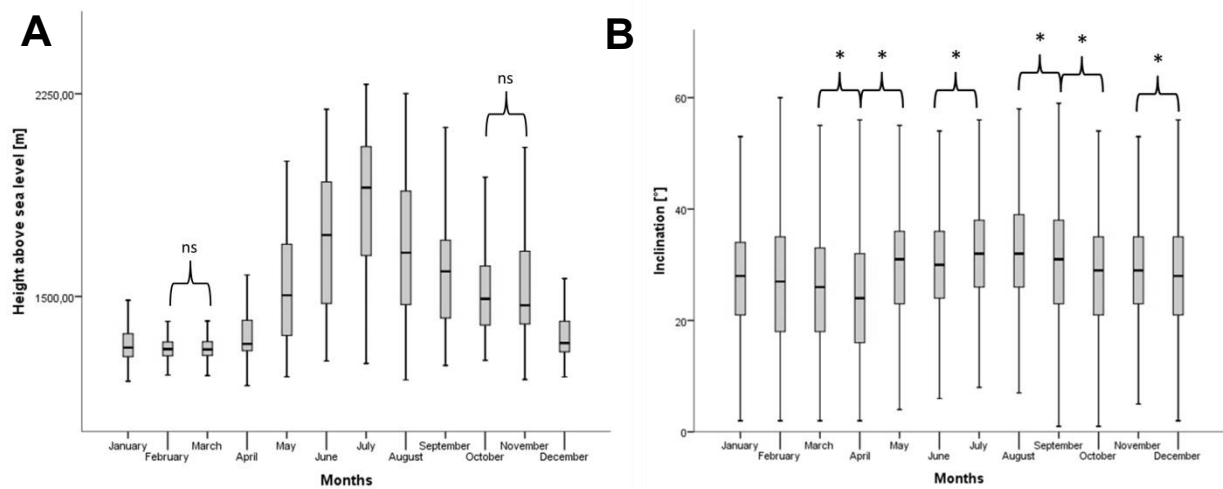 A
Height above sea level [m]
2250,00
1500,00
ns
ns
January
February
March
April
May
June
July
August
September
October
November
December
Months
B
Inclination [°]
60
40
20
0
*
*
*
*
*
*
January
February
March
April
May
June
July
August
September
October
November
December
Months